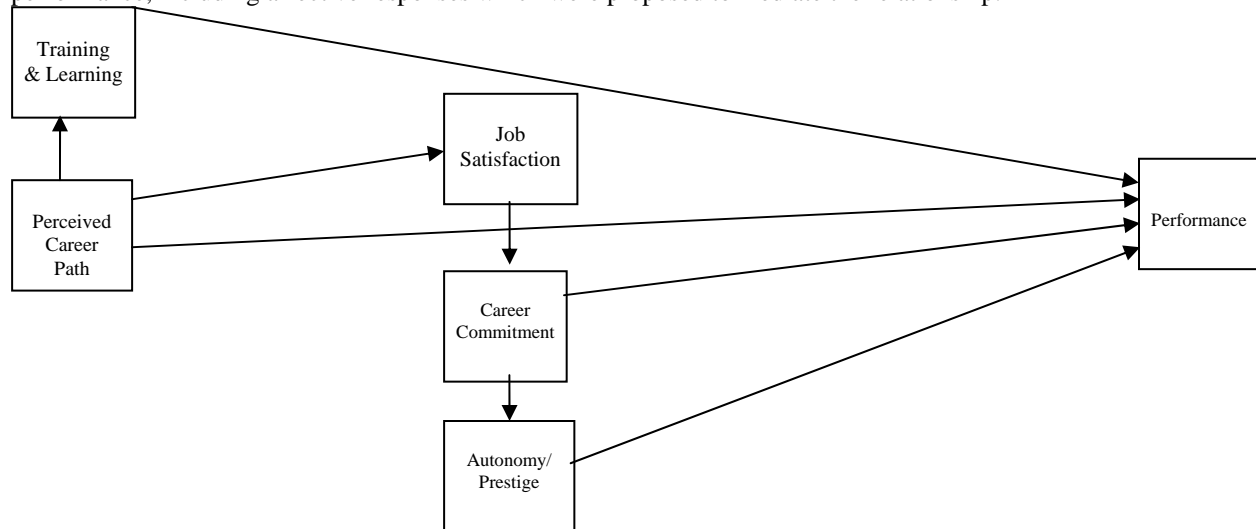 Training
& Learning
Job
Satisfaction
Perceived
Career
Path
Performance
Career
Commitment
Autonomy/
Prestige